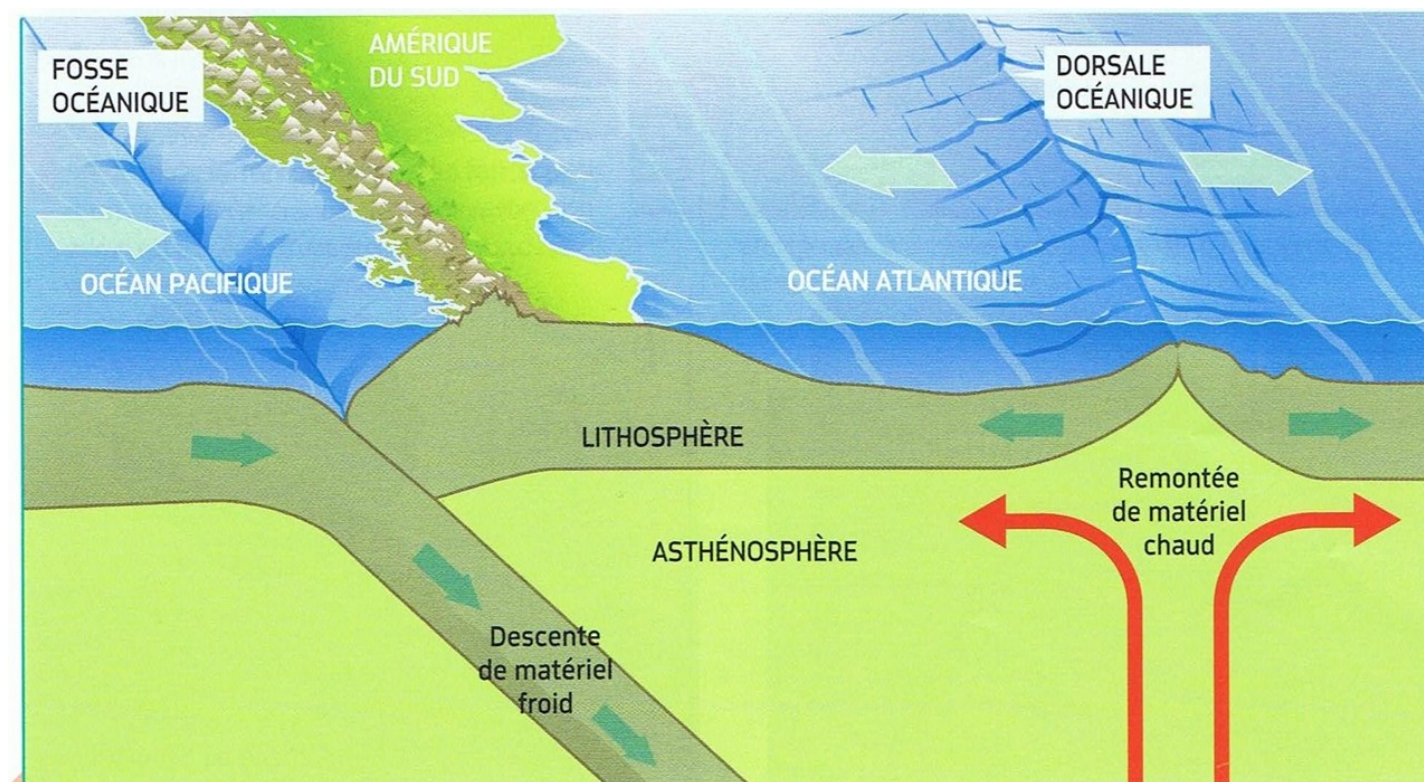 FOSSE
OCÉANIQUE
AMÉRIQUE
DU SUD
DORSALE
OCÉANIQUE
OCÉAN PACIFIQUE
OCÉAN ATLANTIQUE
LITHOSPHÈRE
Remontée
de matériel
chaud
ASTHÉNOSPHÈRE
Descente
de matériel
froid